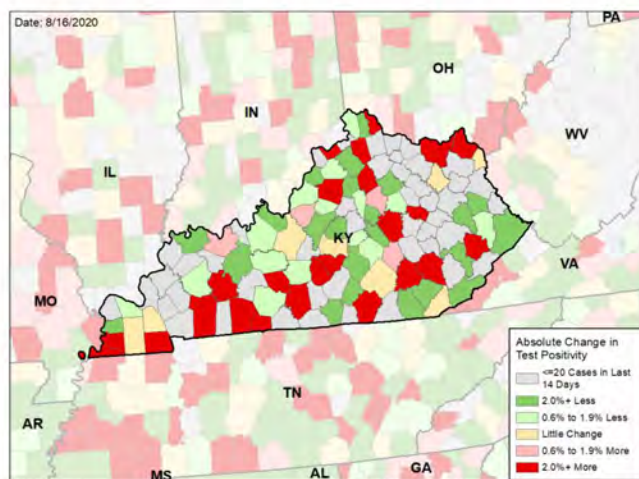 Date: 8/16/2020
PA
OH
IN
WV
IL
KY
VA
MO
TN
AR
MS
AL
GA
Absolute Change in
Test Positivity
<=20 Cases in Last
14 Days
2.0%+ Less
0.6% to 1.9% Less
Little Change
0.6% to 1.9% More
2.0%+ More